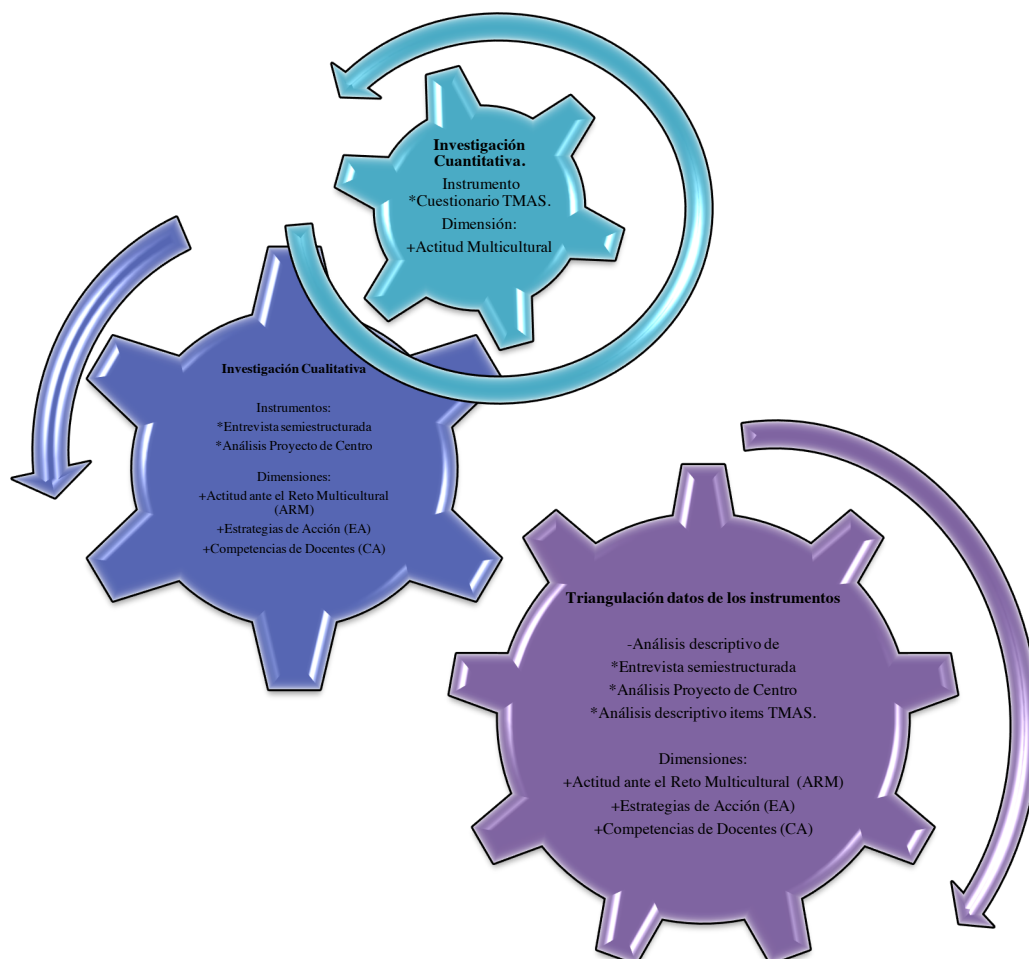 Investigación
Cuantitativa.
Instrumento
*Cuestionario TMAS.
Dimensión:
+Actitud Multicultural
Investigación Cualitativa
Instrumentos:
*Entrevista semiestructurada
*Análisis Proyecto de Centro
Dimensiones:
+Actitud ante el Reto Multicultural
(ARM)
+Estrategias de Acción (EA)
+Competencias de Docentes (CA)
Triangulación datos de los instrumentos
-Análisis descriptivo de
*Entrevista semiestructurada
*Análisis Proyecto de Centro
*Análisis descriptivo items TMAS.
Dimensiones:
+Actitud ante el Reto Multicultural (ARM)
+Estrategias de Acción (EA)
+Competencias de Docentes (CA)